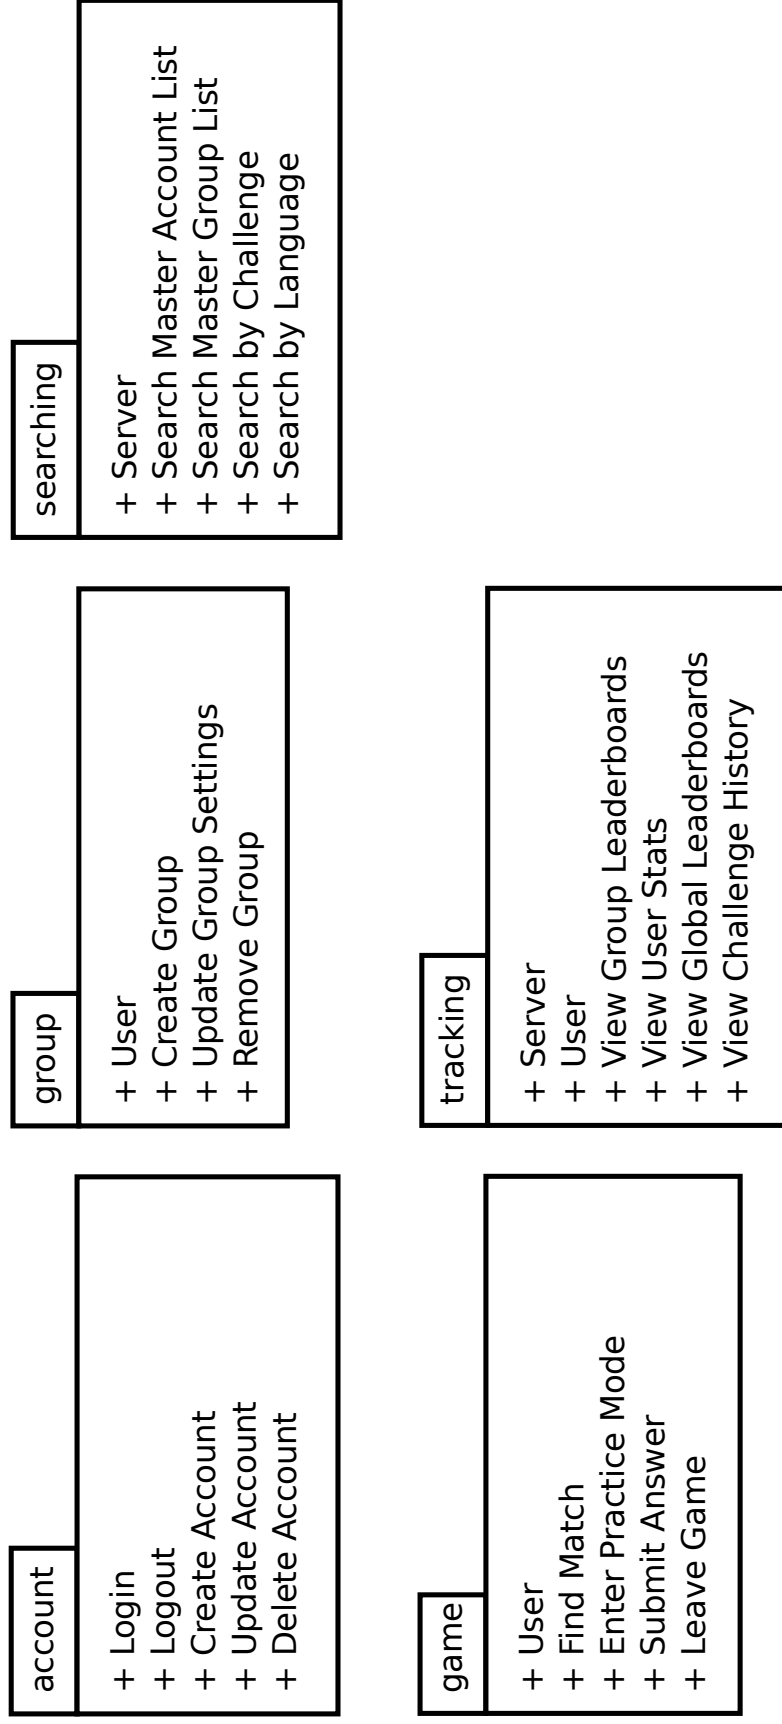 account
+ Login
+ Logout
+ Create Account
+ Update Account
+ Delete Account
group
+ User
+ Create Group
+ Update Group Settings
+ Remove Group
searching
+ Server
+ Search Master Account List
+ Search Master Group List
+ Search by Challenge
+ Search by Language
game
+ User
+ Find Match
+ Enter Practice Mode
+ Submit Answer
+ Leave Game
tracking
+ Server
+ User
+ View Group Leaderboards
+ View User Stats
+ View Global Leaderboards
+ View Challenge History